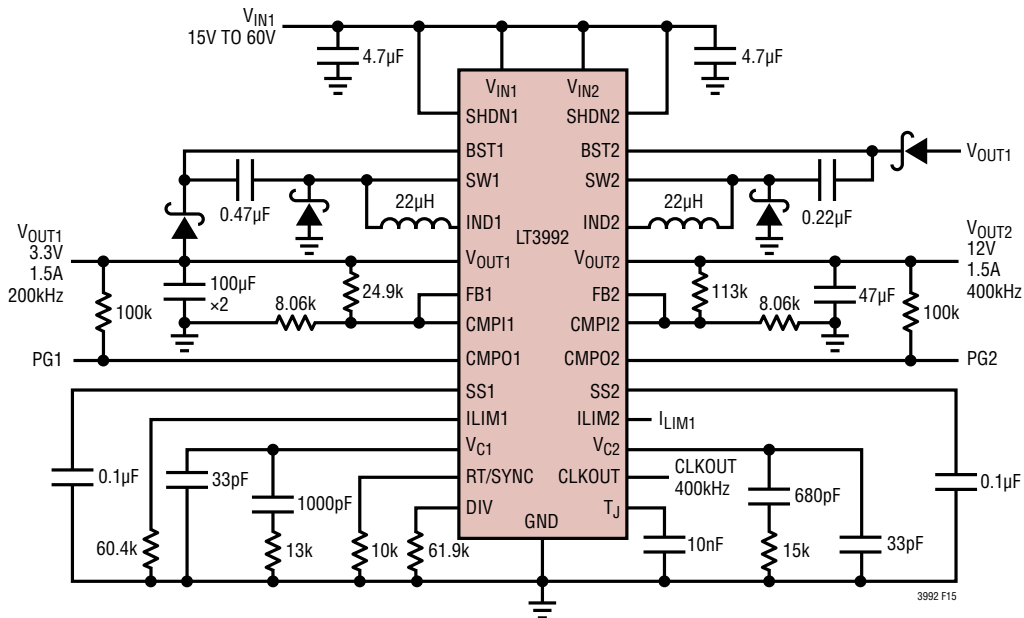 VIN1
15V TO 60V
4.7µF
4.7µF
VIN1
VIN2
SHDN1
SHDN2
BST1
BST2
VOUT1
SW1
SW2
0.47µF
22µH
22µH
0.22µF
IND1
IND2
LT3992
VOUT1
3.3V
1.5A
200kHz
VOUT1
VOUT2
VOUT2
12V
1.5A
400kHz
100µF
×2
24.9k
113k
47µF
100k
8.06k
FB1
FB2
8.06k
100k
CMPI1
CMPI2
PG1
CMPO1
CMPO2
PG2
SS1
SS2
ILIM1
ILIM2
ILIM1
VC1
VC2
0.1µF
33pF
1000pF
RT/SYNC
CLKOUT
CLKOUT
400kHz
680pF
0.1µF
DIV
TJ
GND
60.4k
13k
10k
61.9k
10nF
15k
33pF
3992 F15